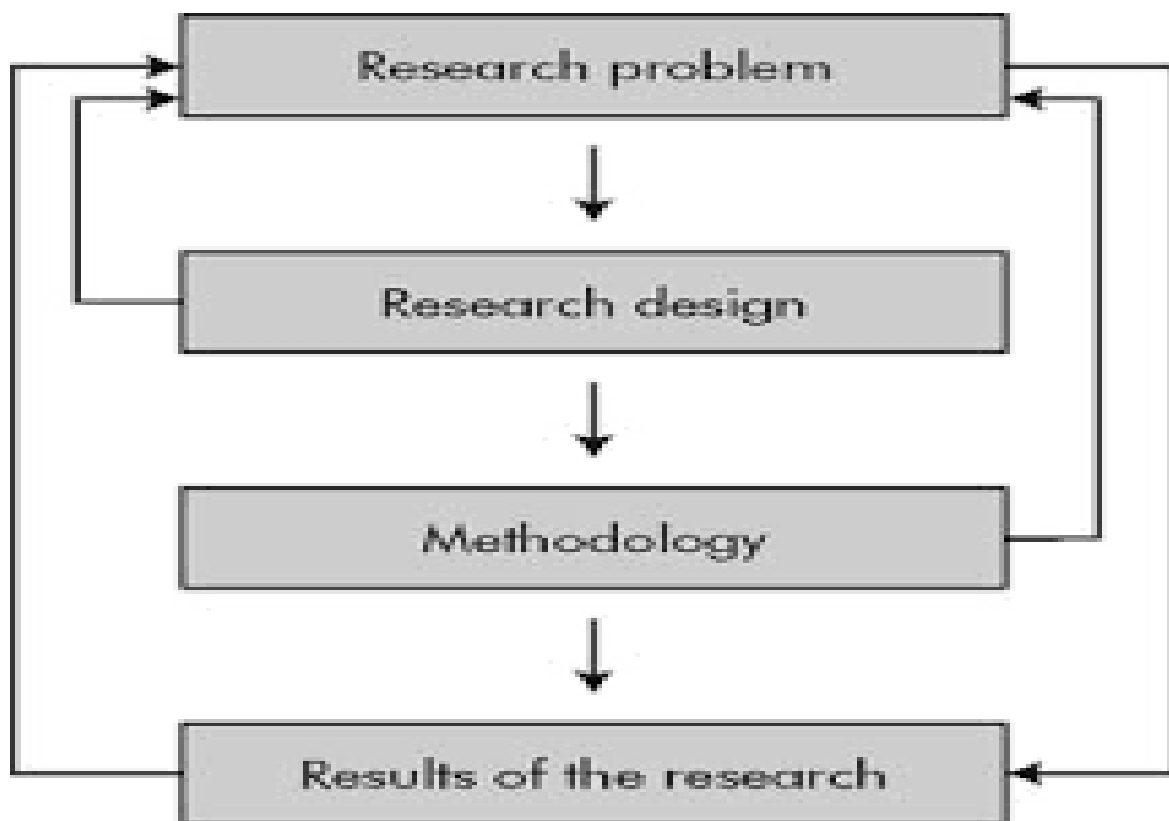 Research problem
Research design
Methodology
Results of the research